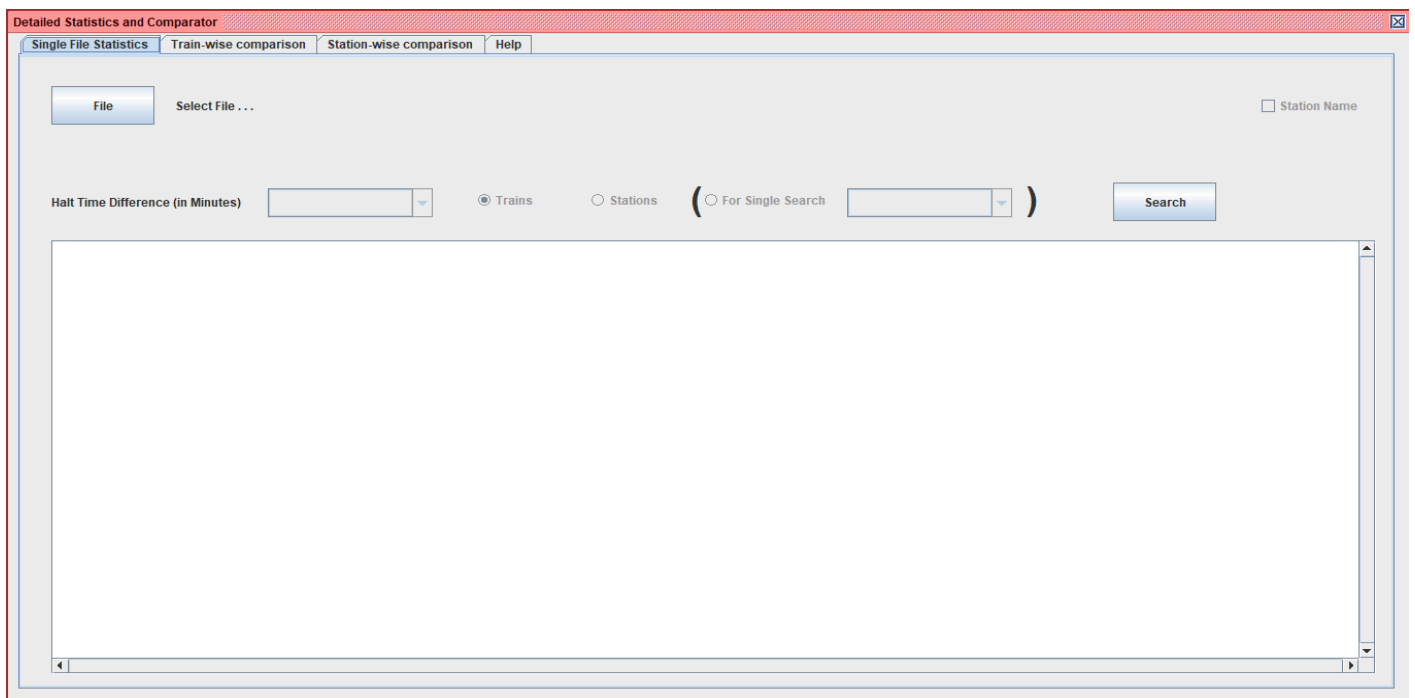 Detailed Statistics and Comparator
Single File Statistics Train-wise comparison Station-wise comparison Help
File Select File . . . Station Name
Halt Time Difference (in Minutes) Trains Stations ( For Single Search ) Search